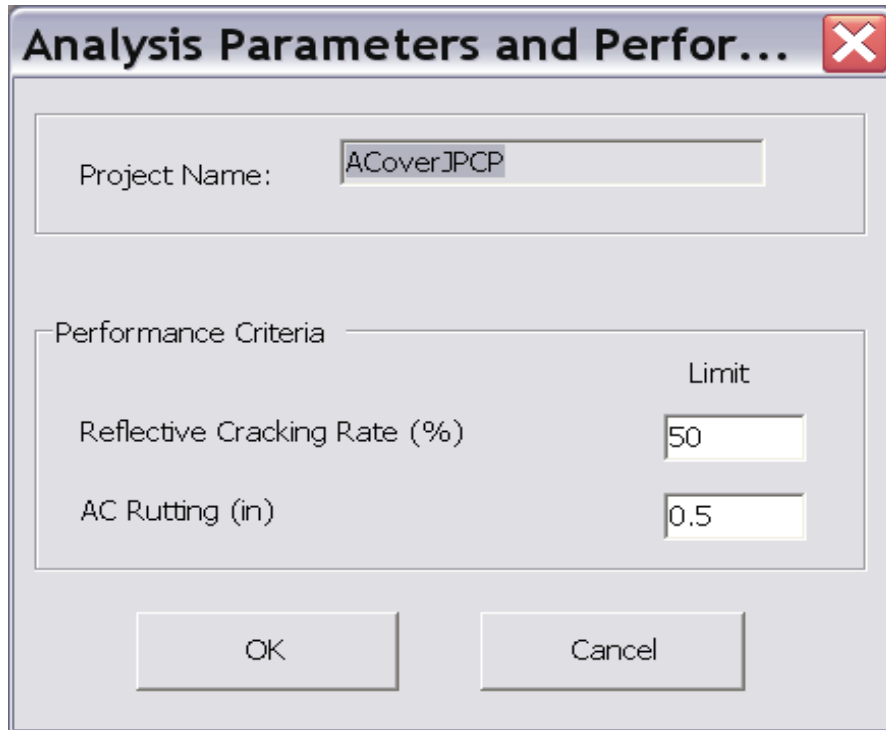 Analysis Parameters and Perfor...
Project Name: ACoverJPCP
Performance Criteria
Limit
Reflective Cracking Rate (%) 50
AC Rutting (in) 0.5
OK Cancel